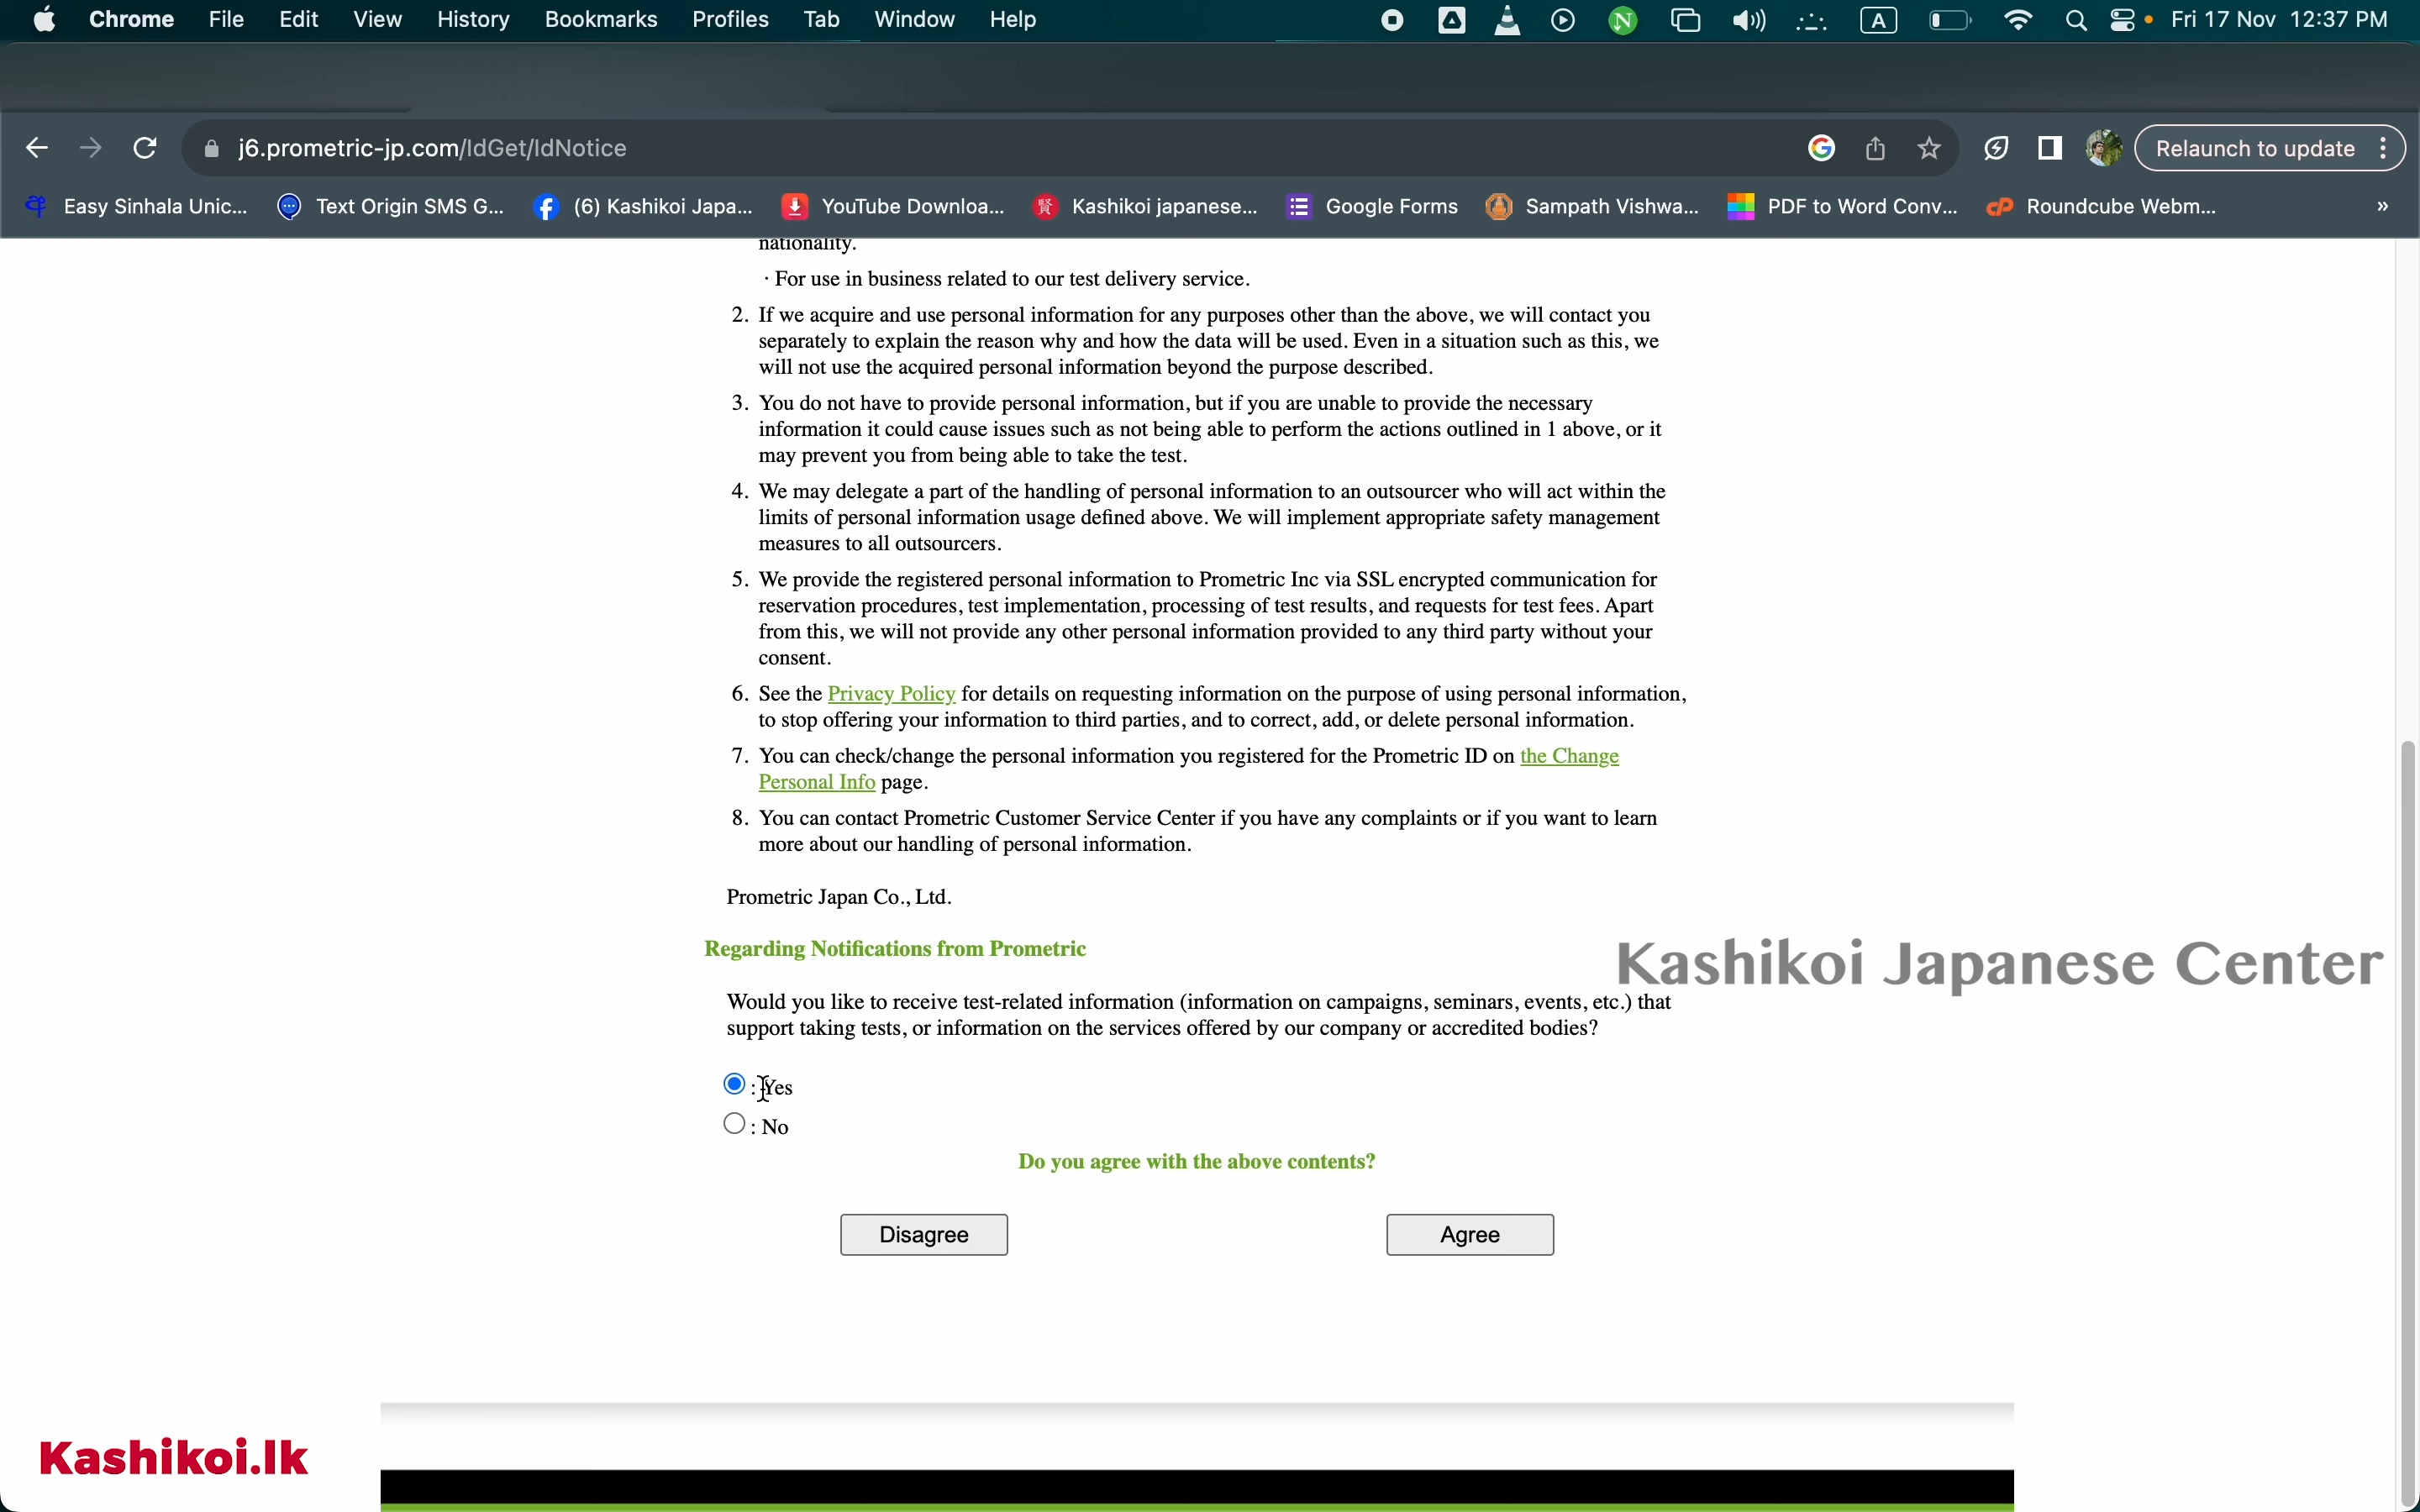 Chrome File Edit View History Bookmarks Profiles Tab Window Help A Fri 17 Nov 12:37 PM
j6.prometric-jp.com/IdGet/IdNotice Relaunch to update
Easy Sinhala Unic... Text Origin SMS G... (6) Kashikoi Japa... YouTube Downloa... 賢 Kashikoi japanese... Google Forms Sampath Vishwa... PDF to Word Conv... Roundcube Webm... »
nationality.
· For use in business related to our test delivery service.
2. If we acquire and use personal information for any purposes other than the above, we will contact you
separately to explain the reason why and how the data will be used. Even in a situation such as this, we
will not use the acquired personal information beyond the purpose described.
3. You do not have to provide personal information, but if you are unable to provide the necessary
information it could cause issues such as not being able to perform the actions outlined in 1 above, or it
may prevent you from being able to take the test.
4. We may delegate a part of the handling of personal information to an outsourcer who will act within the
limits of personal information usage defined above. We will implement appropriate safety management
measures to all outsourcers.
5. We provide the registered personal information to Prometric Inc via SSL encrypted communication for
reservation procedures, test implementation, processing of test results, and requests for test fees. Apart
from this, we will not provide any other personal information provided to any third party without your
consent.
6. See the Privacy Policy for details on requesting information on the purpose of using personal information,
to stop offering your information to third parties, and to correct, add, or delete personal information.
7. You can check/change the personal information you registered for the Prometric ID on the Change
Personal Info page.
8. You can contact Prometric Customer Service Center if you have any complaints or if you want to learn
more about our handling of personal information.
Prometric Japan Co., Ltd.
Regarding Notifications from Prometric
Kashikoi Japanese Center
Would you like to receive test-related information (information on campaigns, seminars, events, etc.) that
support taking tests, or information on the services offered by our company or accredited bodies?
: Yes
: No
Do you agree with the above contents?
Disagree Agree
Kashikoi.lk